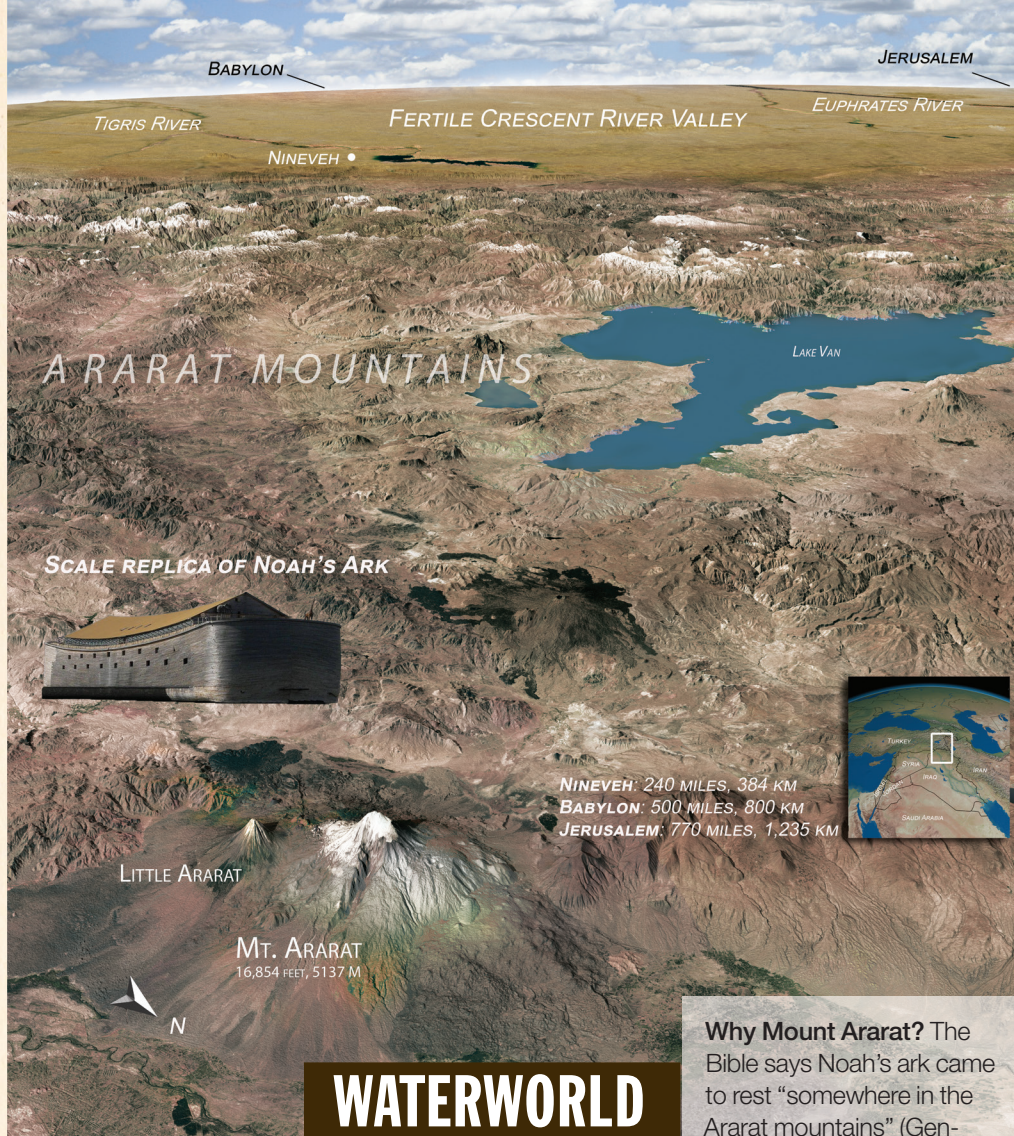 BABYLON
JERUSALEM
TIGRIS RIVER
FERTILE CRESCENT RIVER VALLEY
EUPHRATES RIVER
NINEVEH
ARARAT MOUNTAINS
LAKE VAN
SCALE REPLICA OF NOAH'S ARK
TURKEY
SYRIA
IRAQ
IRAN
SAUDI ARABIA
NINEVEH: 240 MILES, 384 KM
BABYLON: 500 MILES, 800 KM
JERUSALEM: 770 MILES, 1,235 KM
LITTLE ARARAT
MT. ARARAT
16,854 FEET, 5137 M
N
WATERWORLD
Why Mount Ararat? The
Bible says Noah's ark came
to rest "somewhere in the
Ararat mountains" (Gen-